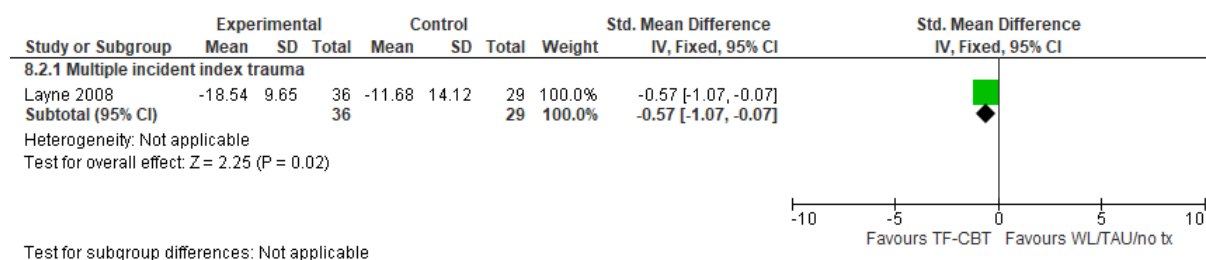 Experimental Control Std. Mean Difference Std. Mean Difference
Study or Subgroup Mean SD Total Mean SD Total Weight IV, Fixed, 95% CI IV, Fixed, 95% CI
8.2.1 Multiple incident index trauma
Layne 2008 -18.54 9.65 36 -11.68 14.12 29 100.0% -0.57 [-1.07, -0.07]
Subtotal (95% CI) 36 29 100.0% -0.57 [-1.07, -0.07]
Heterogeneity: Not applicable
Test for overall effect: Z = 2.25 (P = 0.02)
-10 -5 0 5 10
Favours TF-CBT Favours WL/TAU/no tx
Test for subgroup differences: Not applicable